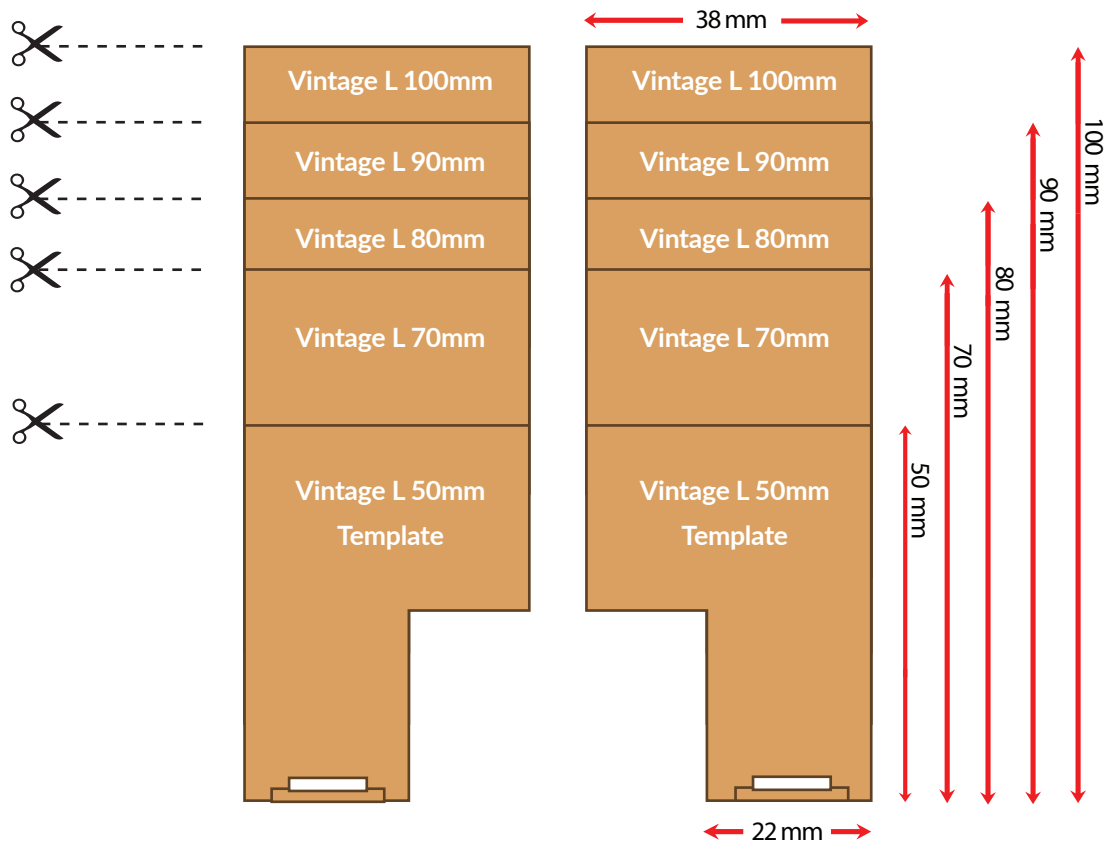 38 mm
Vintage L 100mm
Vintage L 100mm
Vintage L 90mm
Vintage L 90mm
Vintage L 80mm
Vintage L 80mm
Vintage L 70mm
Vintage L 70mm
Vintage L 50mm
Template
Vintage L 50mm
Template
50 mm
70 mm
80 mm
90 mm
100 mm
22 mm